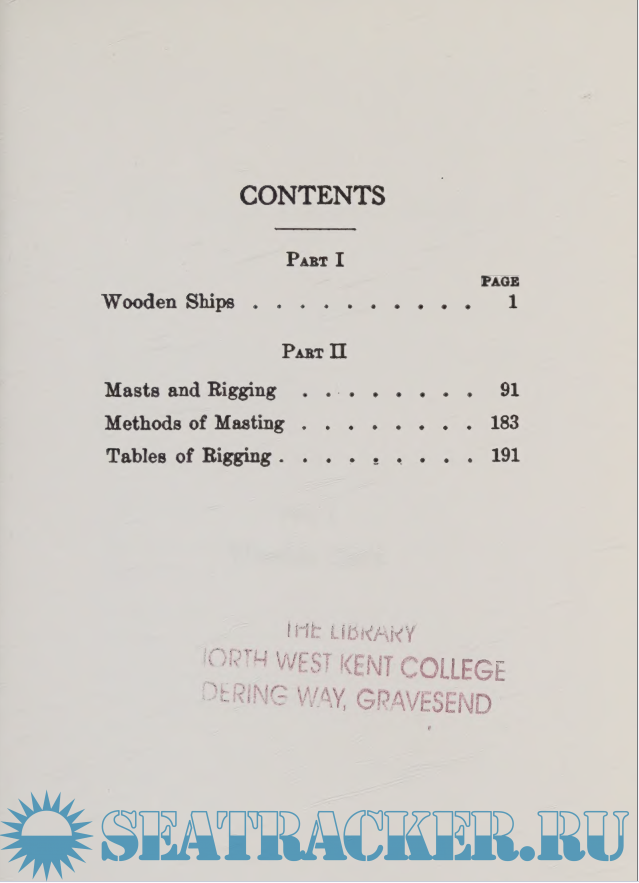 CONTENTS
PART I
PAGE
Wooden Ships . . . . . . . . . . 1
PART II
Masts and Rigging . . . . . . . . 91
Methods of Masting . . . . . . . . 183
Tables of Rigging . . . . . . . . . 191
THE LIBRARY
NORTH WEST KENT COLLEGE
DERING WAY, GRAVESEND
SEATRACKER.RU